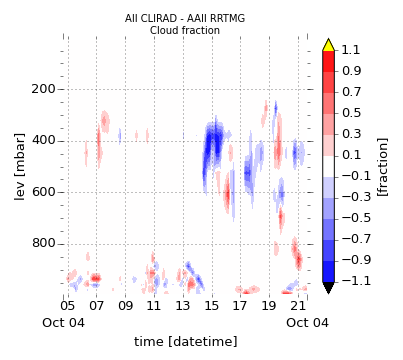 All CLIRAD - AAll RRTMG
Cloud fraction
lev [mbar]
200
400
600
800
05 07 09 11 13 15 17 19 21
Oct 04 Oct 04
time [datetime]
1.1
0.9
0.7
0.5
0.3
0.1
−0.1
−0.3
−0.5
−0.7
−0.9
−1.1
[fraction]